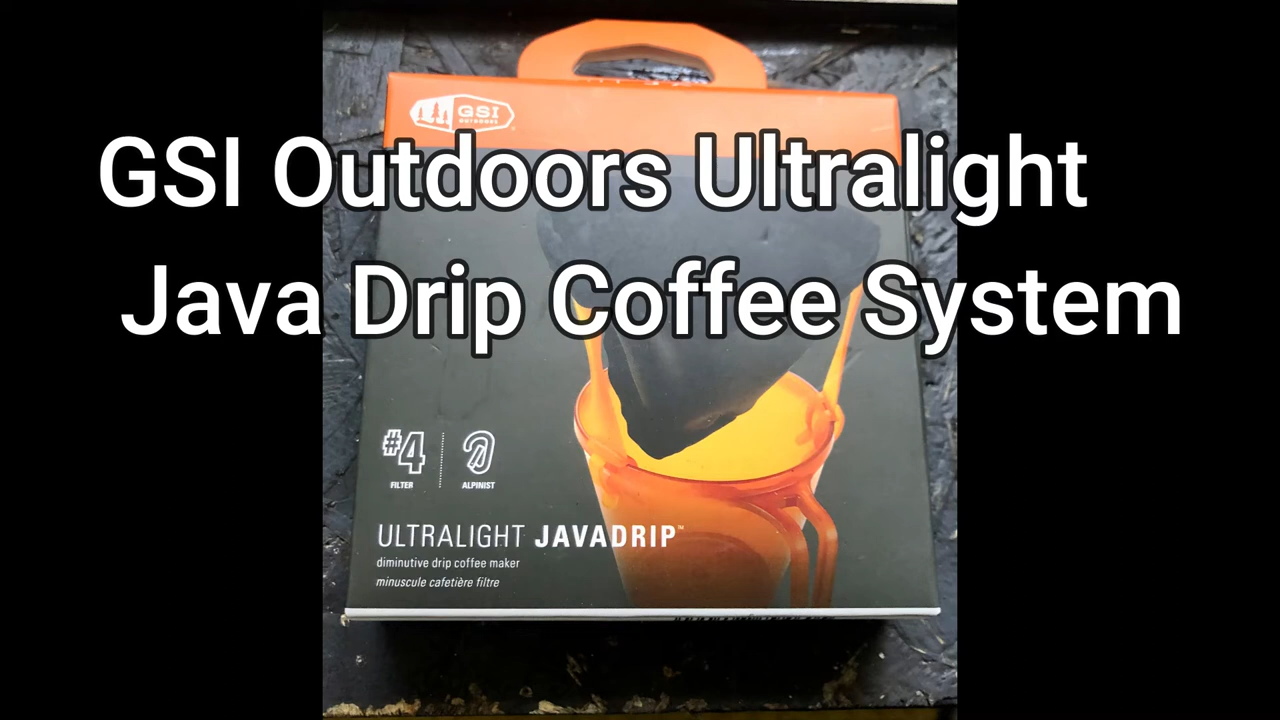 GSI
OUTDOORS
GSI Outdoors Ultralight
Java Drip Coffee System
#4
FILTER
ALPINIST
ULTRALIGHT JAVADRIP™
diminutive drip coffee maker
minuscule cafetière filtre